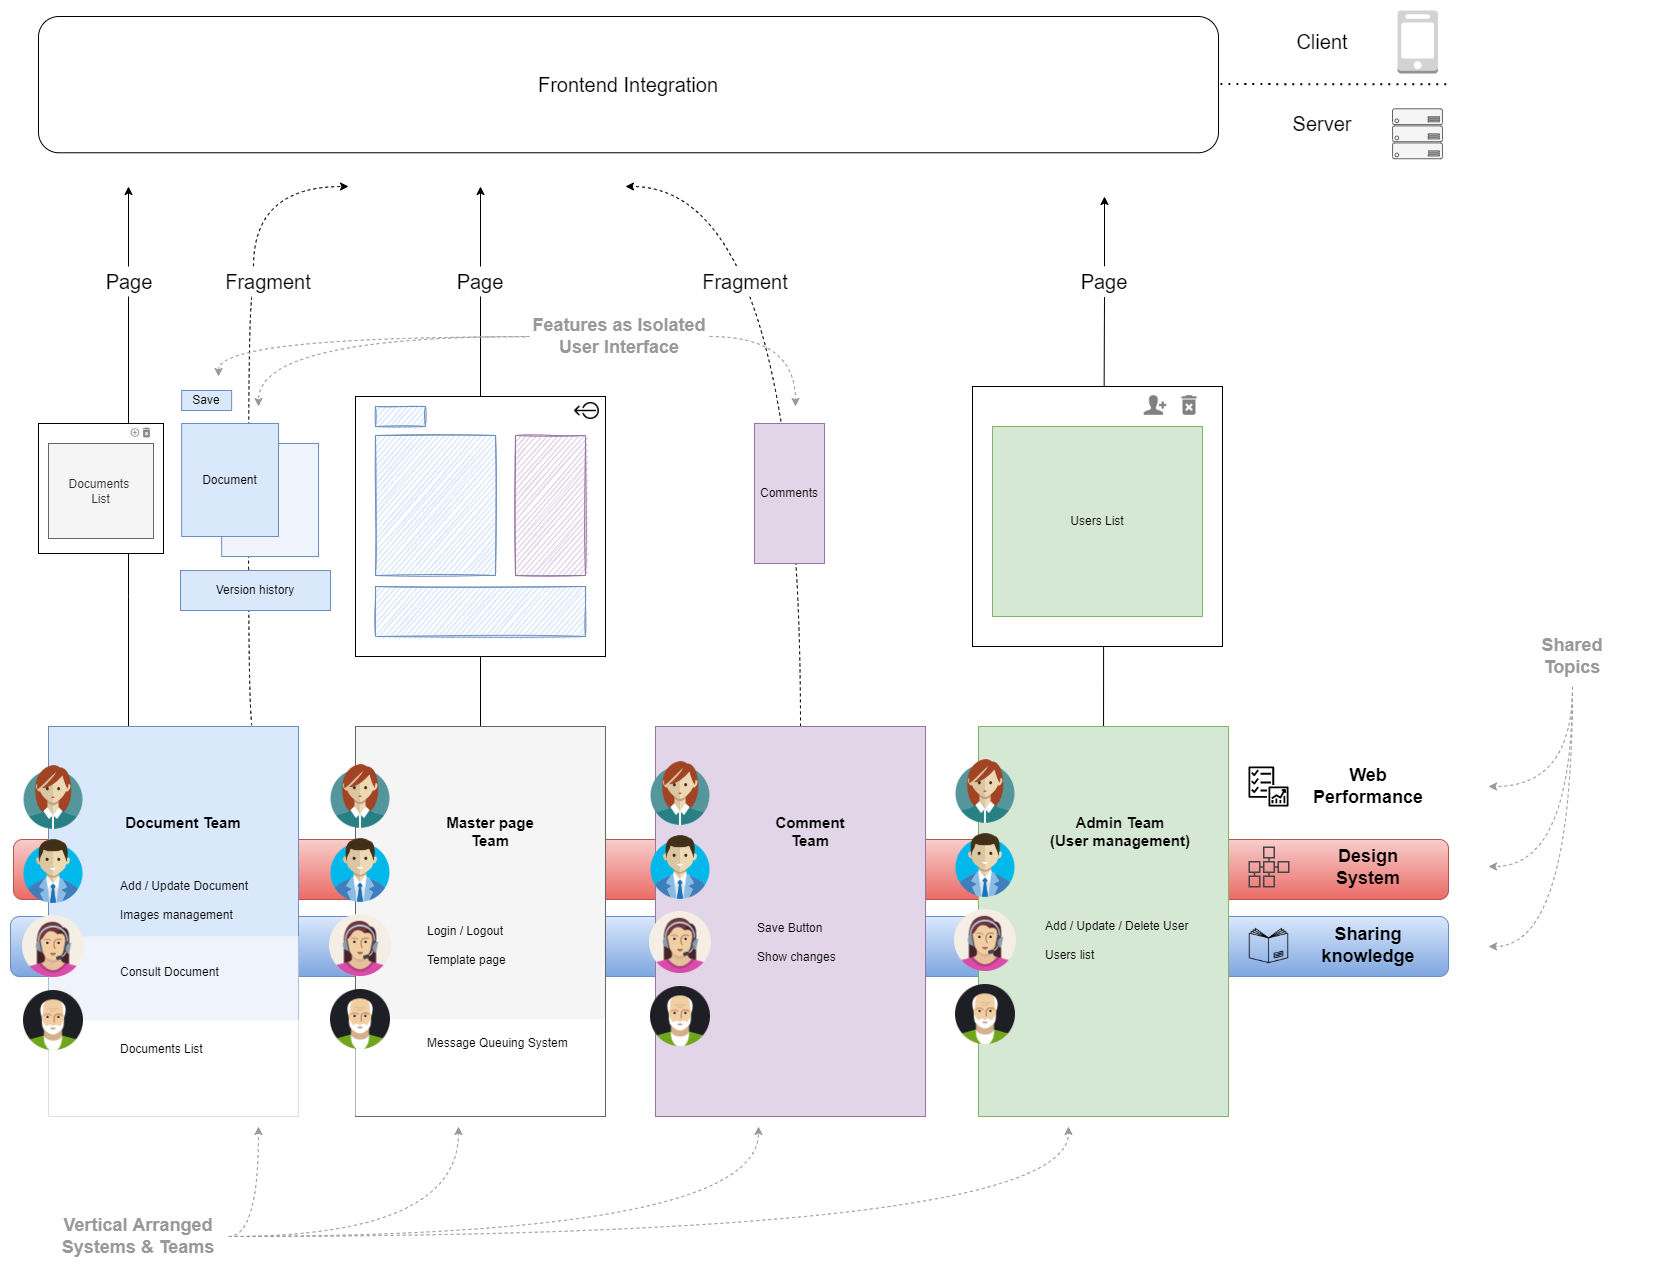 Client
Frontend Integration
Server
Page
Fragment
Page
Fragment
Page
Features as Isolated
User Interface
Save
Documents
List
Document
Comments
Users List
Version history
Shared
Topics
Web
Performance
Document Team
Master page
Team
Comment
Team
Admin Team
(User management)
Design
System
Add / Update Document
Images management
Login / Logout
Template page
Save Button
Show changes
Add / Update / Delete User
Users list
Sharing
knowledge
Consult Document
Documents List
Message Queuing System
Vertical Arranged
Systems & Teams